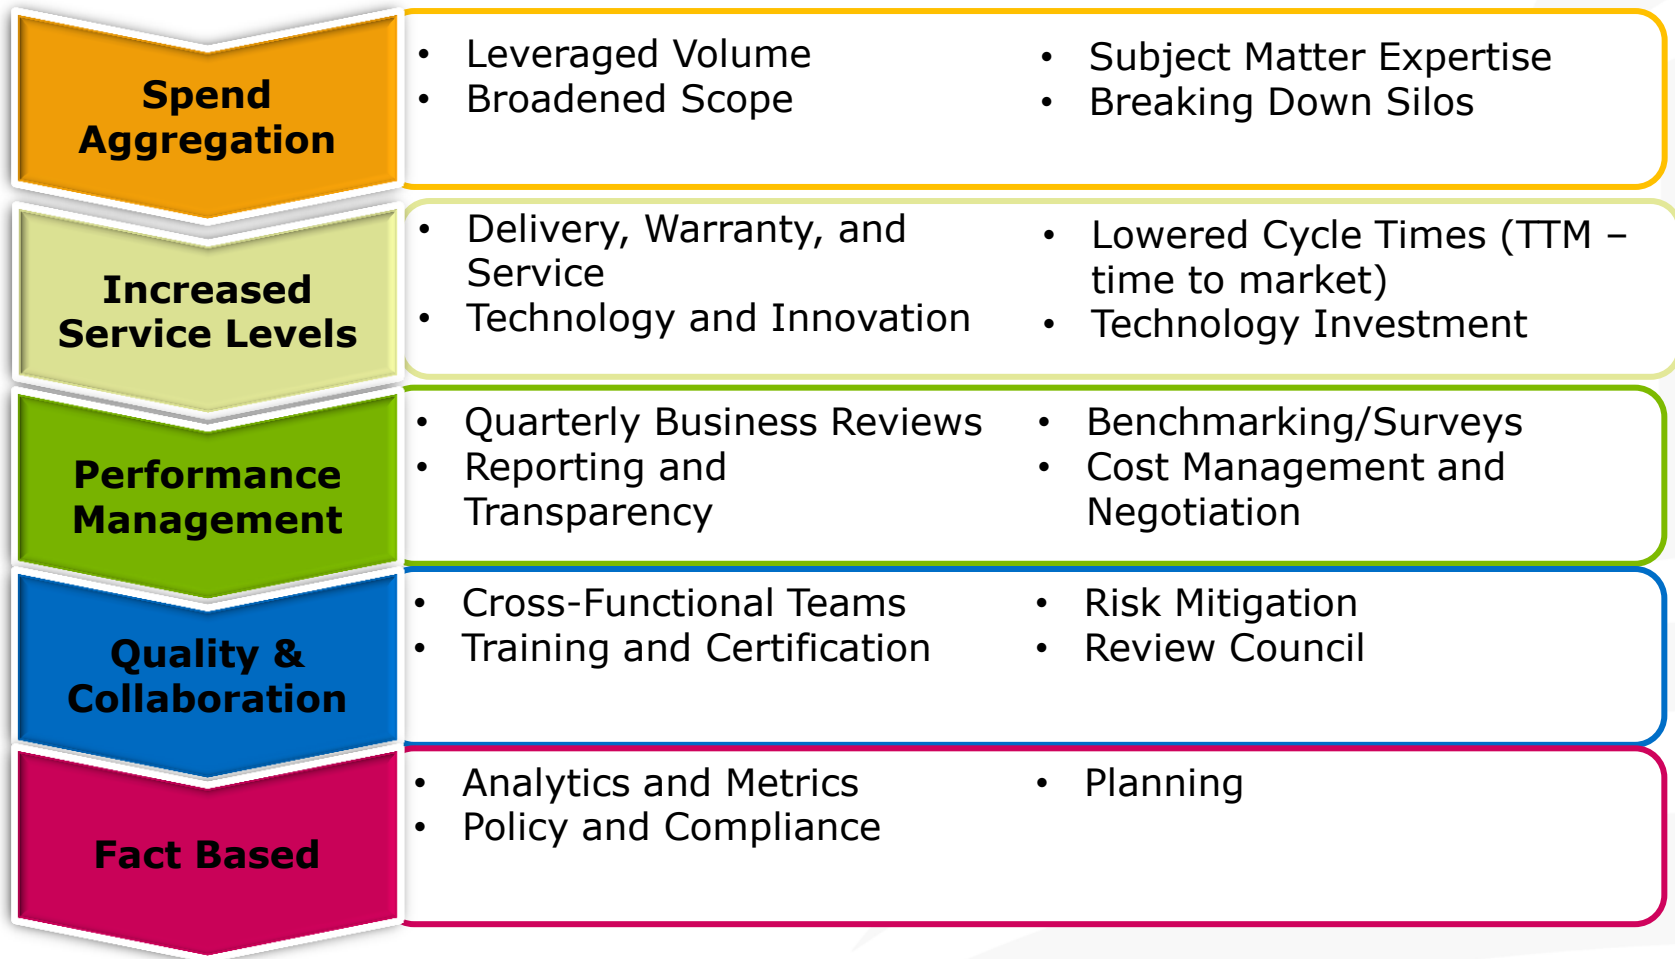 Spend
Aggregation
• Leveraged Volume
• Broadened Scope
• Subject Matter Expertise
• Breaking Down Silos
Increased
Service Levels
• Delivery, Warranty, and
Service
• Technology and Innovation
• Lowered Cycle Times (TTM –
time to market)
• Technology Investment
Performance
Management
• Quarterly Business Reviews
• Reporting and
Transparency
• Benchmarking/Surveys
• Cost Management and
Negotiation
Quality &
Collaboration
• Cross-Functional Teams
• Training and Certification
• Risk Mitigation
• Review Council
Fact Based
• Analytics and Metrics
• Policy and Compliance
• Planning